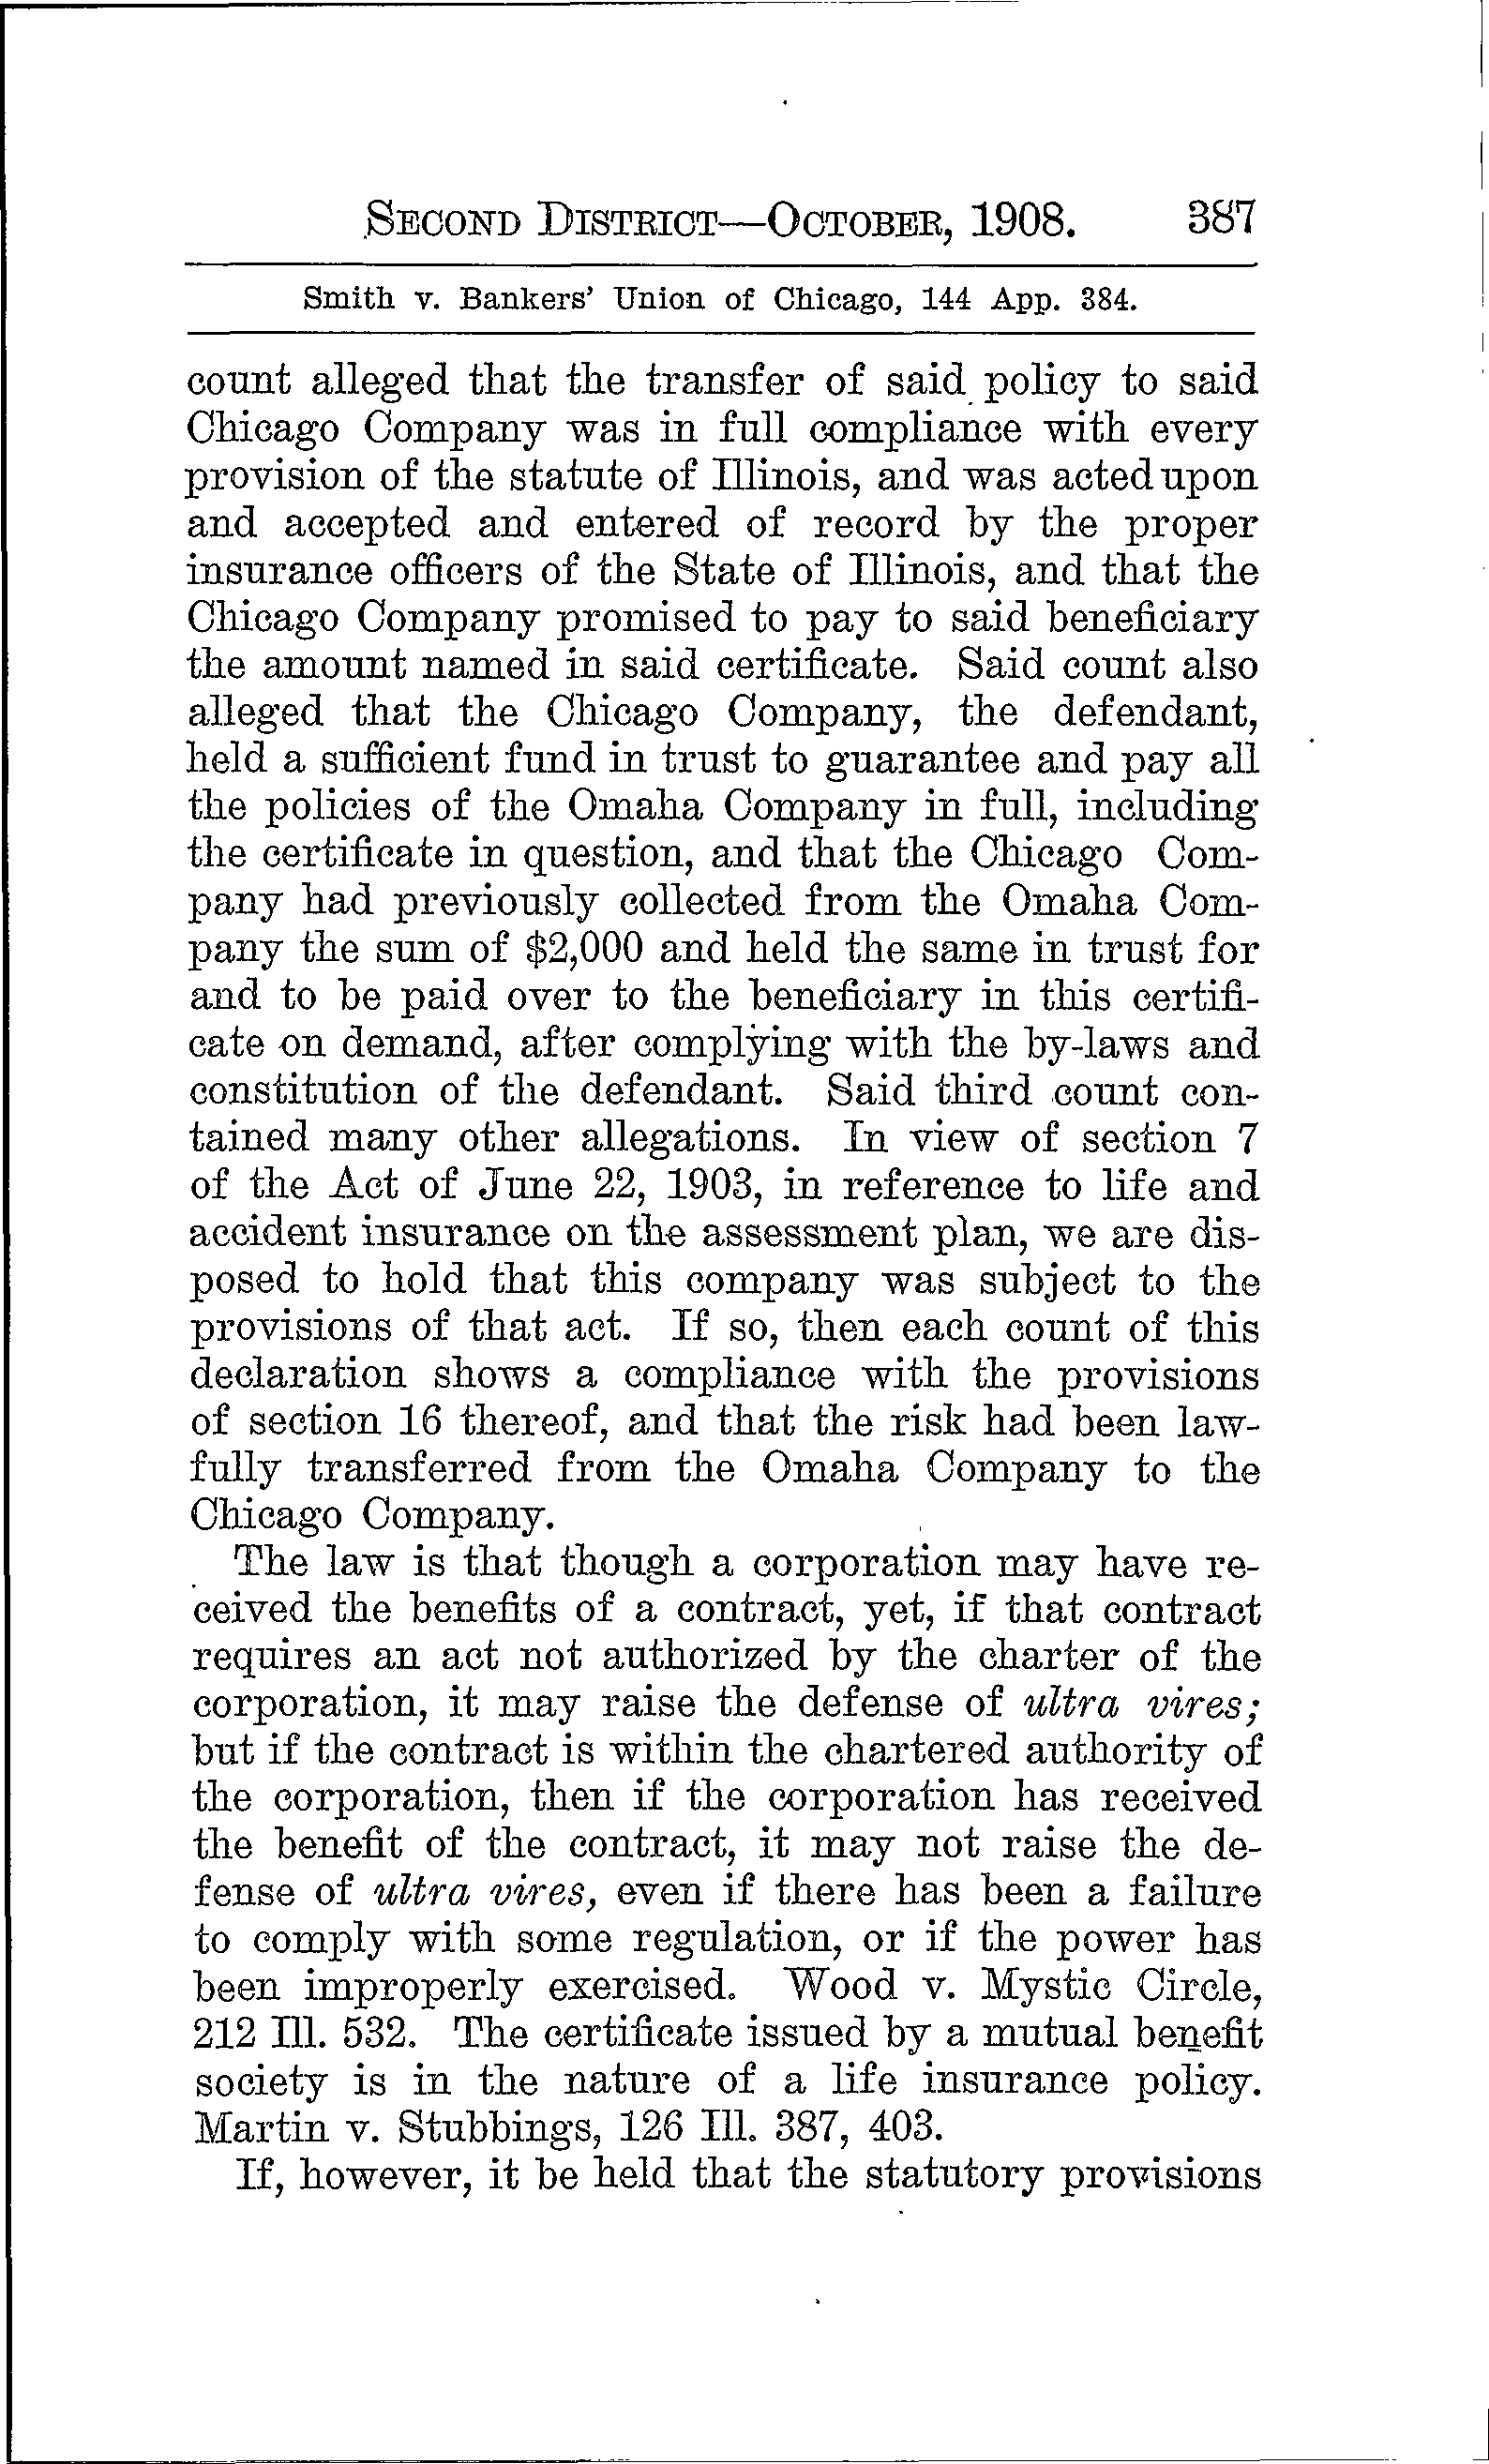 SECOND DISTRICT—OCTOBER, 1908. 387
Smith v. Bankers' Union of Chicago, 144 App. 384.
count alleged that the transfer of said policy to said
Chicago Company was in full compliance with every
provision of the statute of Illinois, and was acted upon
and accepted and entered of record by the proper
insurance officers of the State of Illinois, and that the
Chicago Company promised to pay to said beneficiary
the amount named in said certificate. Said count also
alleged that the Chicago Company, the defendant,
held a sufficient fund in trust to guarantee and pay all
the policies of the Omaha Company in full, including
the certificate in question, and that the Chicago Com-
pany had previously collected from the Omaha Com-
pany the sum of $2,000 and held the same in trust for
and to be paid over to the beneficiary in this certifi-
cate on demand, after complying with the by-laws and
constitution of the defendant. Said third count con-
tained many other allegations. In view of section 7
of the Act of June 22, 1903, in reference to life and
accident insurance on the assessment plan, we are dis-
posed to hold that this company was subject to the
provisions of that act. If so, then each count of this
declaration shows a compliance with the provisions
of section 16 thereof, and that the risk had been law-
fully transferred from the Omaha Company to the
Chicago Company.
The law is that though a corporation may have re-
ceived the benefits of a contract, yet, if that contract
requires an act not authorized by the charter of the
corporation, it may raise the defense of ultra vires;
but if the contract is within the chartered authority of
the corporation, then if the corporation has received
the benefit of the contract, it may not raise the de-
fense of ultra vires, even if there has been a failure
to comply with some regulation, or if the power has
been improperly exercised. Wood v. Mystic Circle,
212 Ill. 532. The certificate issued by a mutual benefit
society is in the nature of a life insurance policy.
Martin v. Stubbings, 126 Ill. 387, 403.
If, however, it be held that the statutory provisions